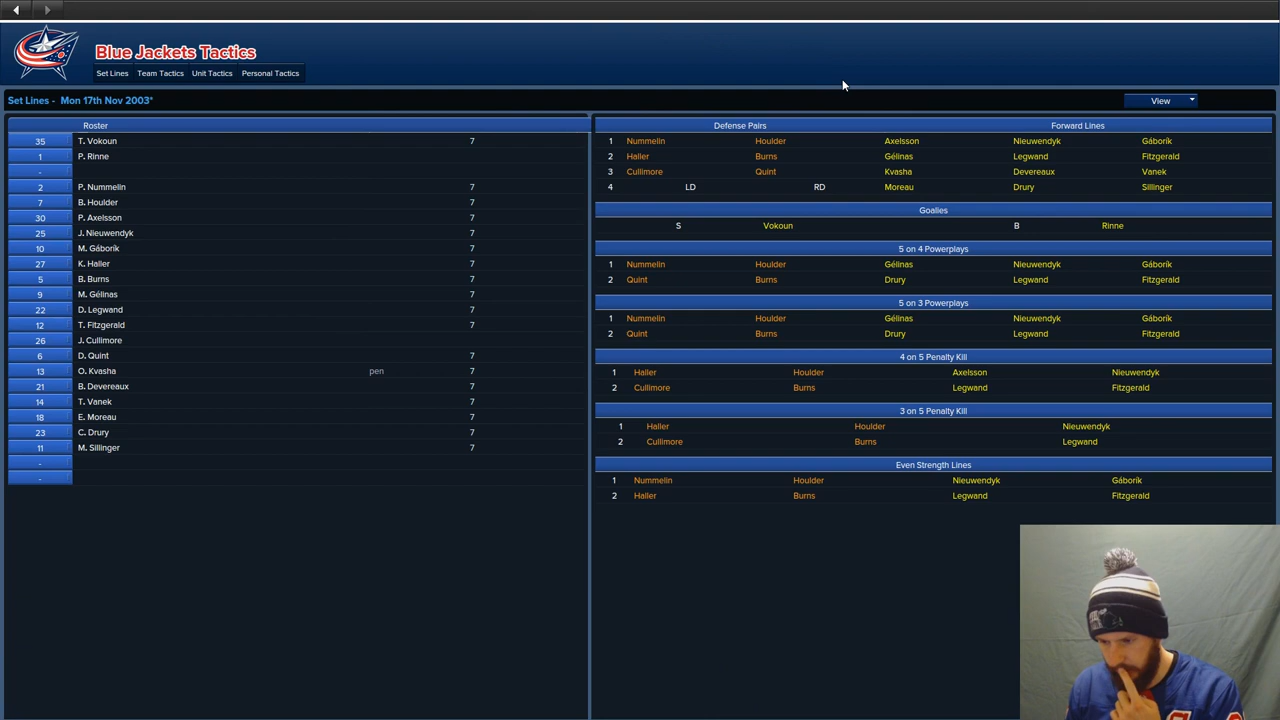 Blue Jackets Tactics
Set Lines Team Tactics Unit Tactics Personal Tactics
Set Lines - Mon 17th Nov 2003*
View
Roster
35 T. Vokoun 7
1 P. Rinne
-
2 P. Nummelin 7
7 B. Houlder 7
30 P. Axelsson 7
25 J. Nieuwendyk 7
10 M. Gáborík 7
27 K. Haller 7
5 B. Burns 7
9 M. Gélinas 7
22 D. Legwand 7
12 T. Fitzgerald 7
26 J. Cullimore
6 D. Quint 7
13 O. Kvasha pen 7
21 B. Devereaux 7
14 T. Vanek 7
18 E. Moreau 7
23 C. Drury 7
11 M. Sillinger 7
-
-
Defense Pairs Forward Lines
1 Nummelin Houlder Axelsson Nieuwendyk Gáborík
2 Haller Burns Gélinas Legwand Fitzgerald
3 Cullimore Quint Kvasha Devereaux Vanek
4 LD RD Moreau Drury Sillinger
Goalies
S Vokoun B Rinne
5 on 4 Powerplays
1 Nummelin Houlder Gélinas Nieuwendyk Gáborík
2 Quint Burns Drury Legwand Fitzgerald
5 on 3 Powerplays
1 Nummelin Houlder Gélinas Nieuwendyk Gáborík
2 Quint Burns Drury Legwand Fitzgerald
4 on 5 Penalty Kill
1 Haller Houlder Axelsson Nieuwendyk
2 Cullimore Burns Legwand Fitzgerald
3 on 5 Penalty Kill
1 Haller Houlder Nieuwendyk
2 Cullimore Burns Legwand
Even Strength Lines
1 Nummelin Houlder Nieuwendyk Gáborík
2 Haller Burns Legwand Fitzgerald